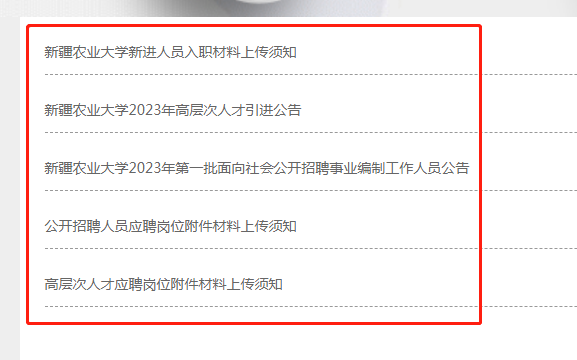 新疆农业大学新进人员入职材料上传须知
新疆农业大学2023年高层次人才引进公告
新疆农业大学2023年第一批面向社会公开招聘事业编制工作人员公告
公开招聘人员应聘岗位附件材料上传须知
高层次人才应聘岗位附件材料上传须知